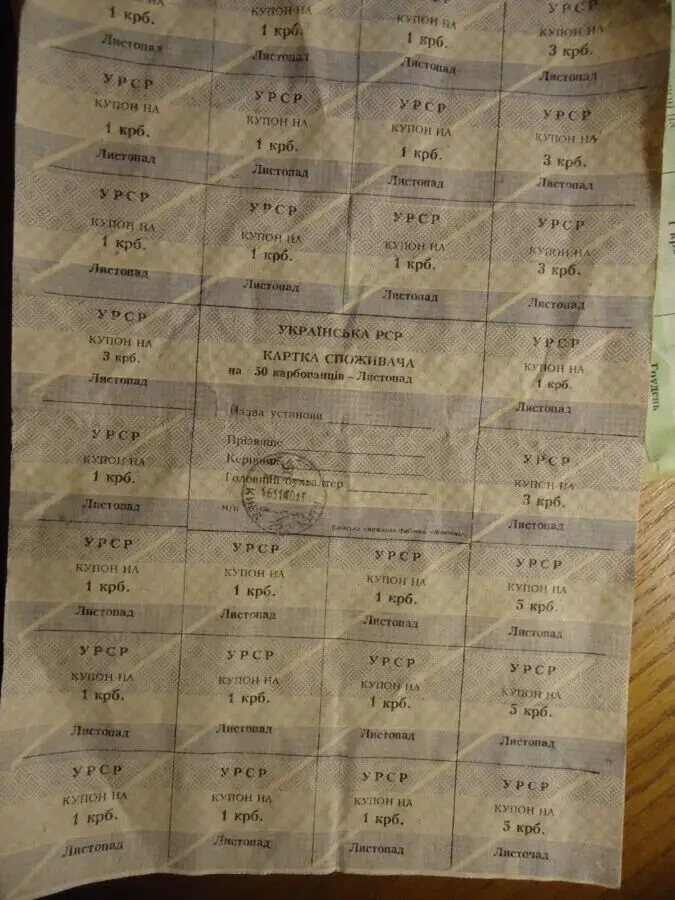 КУПОН НА
1 крб.
Листопад
КУПОН НА
1 крб.
Листопад
КУПОН НА
1 крб.
Листопад
УРСР
КУПОН НА
3 крб.
Листопад
УРСР
КУПОН НА
1 крб.
Листопад
УРСР
КУПОН НА
1 крб.
Листопад
УРСР
КУПОН НА
1 крб.
Листопад
УРСР
КУПОН НА
3 крб.
Листопад
УРСР
КУПОН НА
1 крб.
Листопад
УРСР
КУПОН НА
1 крб.
Листопад
УРСР
КУПОН НА
1 крб.
Листопад
УРСР
КУПОН НА
3 крб.
Листопад
УРСР
КУПОН НА
3 крб.
Листопад
УКРАЇНСЬКА РСР
КАРТКА СПОЖИВАЧА
на 50 карбованців – Листопад
Назва установи
Прізвище
Керівник
Головний бухгалтер
м/п
Київська книжкова фабрика «Жовтень»
УРСР
КУПОН НА
1 крб.
Листопад
УРСР
КУПОН НА
1 крб.
Листопад
УРСР
КУПОН НА
3 крб.
Листопад
УРСР
КУПОН НА
1 крб.
Листопад
УРСР
КУПОН НА
1 крб.
Листопад
УРСР
КУПОН НА
1 крб.
Листопад
УРСР
КУПОН НА
5 крб.
Листопад
УРСР
КУПОН НА
1 крб.
Листопад
УРСР
КУПОН НА
1 крб.
Листопад
УРСР
КУПОН НА
1 крб.
Листопад
УРСР
КУПОН НА
5 крб.
Листопад
УРСР
КУПОН НА
1 крб.
Листопад
УРСР
КУПОН НА
1 крб.
Листопад
УРСР
КУПОН НА
1 крб.
Листопад
УРСР
КУПОН НА
5 крб.
Листопад
КИЇВ
Грудень